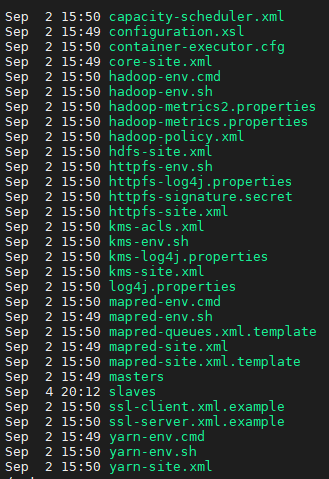 Sep  2 15:50 capacity-scheduler.xml
Sep  2 15:49 configuration.xsl
Sep  2 15:50 container-executor.cfg
Sep  2 15:49 core-site.xml
Sep  2 15:50 hadoop-env.cmd
Sep  2 15:50 hadoop-env.sh
Sep  2 15:50 hadoop-metrics2.properties
Sep  2 15:50 hadoop-metrics.properties
Sep  2 15:50 hadoop-policy.xml
Sep  2 15:50 hdfs-site.xml
Sep  2 15:50 httpfs-env.sh
Sep  2 15:50 httpfs-log4j.properties
Sep  2 15:50 httpfs-signature.secret
Sep  2 15:50 httpfs-site.xml
Sep  2 15:50 kms-acls.xml
Sep  2 15:50 kms-env.sh
Sep  2 15:50 kms-log4j.properties
Sep  2 15:50 kms-site.xml
Sep  2 15:50 log4j.properties
Sep  2 15:50 mapred-env.cmd
Sep  2 15:49 mapred-env.sh
Sep  2 15:50 mapred-queues.xml.template
Sep  2 15:49 mapred-site.xml
Sep  2 15:50 mapred-site.xml.template
Sep  2 15:49 masters
Sep  4 20:12 slaves
Sep  2 15:50 ssl-client.xml.example
Sep  2 15:50 ssl-server.xml.example
Sep  2 15:49 yarn-env.cmd
Sep  2 15:50 yarn-env.sh
Sep  2 15:50 yarn-site.xml